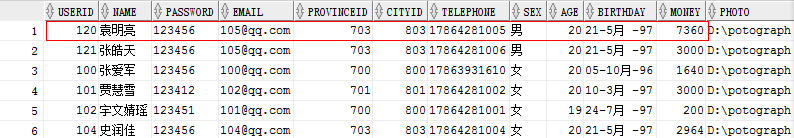 USERID NAME PASSWORD EMAIL PROVINCEID CITYID TELEPHONE SEX AGE BIRTHDAY MONEY PHOTO
1 120 袁明亮 123456 105@qq.com 703 803 17864281005 男 20 21-5月 -97 7360 D:\potograph
2 121 张皓天 123456 106@qq.com 703 803 17864281006 男 20 21-5月 -97 3000 D:\potograph
3 100 张爱军 123456 100@qq.com 700 800 17863931610 女 20 05-10月-96 1640 D:\potograph
4 101 贾慧雪 123412 102@qq.com 701 801 17864281002 女 20 10-3月 -97 3000 D:\potograph
5 102 宇文婧瑶 123451 101@qq.com 700 800 17864281001 女 19 24-7月 -97 200 D:\potograph
6 104 史润佳 123456 104@qq.com 703 803 17864281004 女 20 21-5月 -97 2964 D:\potograph